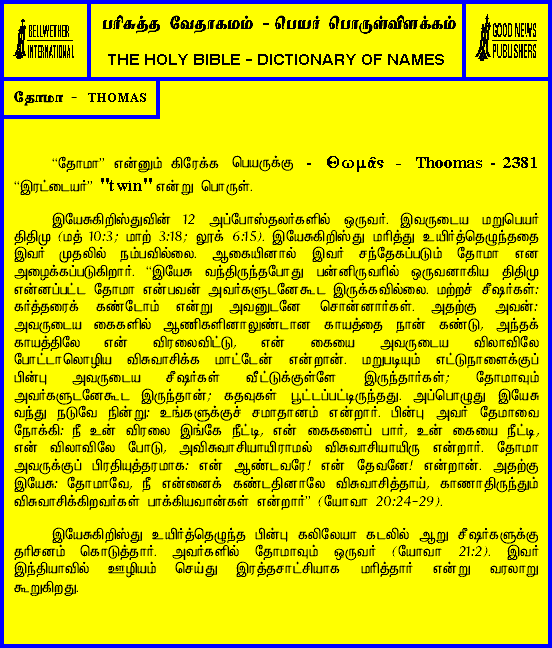 BELLWETHER
INTERNATIONAL
பரிசுத்த வேதாகமம் - பெயர் பொருள்விளக்கம்
THE HOLY BIBLE - DICTIONARY OF NAMES
GOOD NEWS
PUBLISHERS
தோமா - THOMAS
“தோமா” என்னும் கிரேக்க பெயருக்கு - Θωμᾶς - Thoomas - 2381
“இரட்டையர்” "twin" என்று பொருள்.
இயேசுகிறிஸ்துவின் 12 அப்போஸ்தலர்களில் ஒருவர். இவருடைய மறுபெயர்
திதிமு (மத் 10:3; மாற் 3:18; லூக் 6:15). இயேசுகிறிஸ்து மரித்து உயிர்த்தெழுந்ததை
இவர் முதலில் நம்பவில்லை. ஆகையினால் இவர் சந்தேகப்படும் தோமா என
அழைக்கப்படுகிறார். “இயேசு வந்திருந்தபோது பன்னிருவரில் ஒருவனாகிய திதிமு
என்னப்பட்ட தோமா என்பவன் அவர்களுடனேகூட இருக்கவில்லை. மற்றச் சீஷர்கள்:
கர்த்தரைக் கண்டோம் என்று அவனுடனே சொன்னார்கள். அதற்கு அவன்:
அவருடைய கைகளில் ஆணிகளினாலுண்டான காயத்தை நான் கண்டு, அந்தக்
காயத்திலே என் விரலைவிட்டு, என் கையை அவருடைய விலாவிலே
போட்டாலொழிய விசுவாசிக்க மாட்டேன் என்றான். மறுபடியும் எட்டுநாளைக்குப்
பின்பு அவருடைய சீஷர்கள் வீட்டுக்குள்ளே இருந்தார்கள்; தோமாவும்
அவர்களுடனேகூட இருந்தான்; கதவுகள் பூட்டப்பட்டிருந்தது. அப்பொழுது இயேசு
வந்து நடுவே நின்று: உங்களுக்குச் சமாதானம் என்றார். பின்பு அவர் தேமாவை
நோக்கி: நீ உன் விரலை இங்கே நீட்டி, என் கைகளைப் பார், உன் கையை நீட்டி,
என் விலாவிலே போடு, அவிசுவாசியாயிராமல் விசுவாசியாயிரு என்றார். தோமா
அவருக்குப் பிரதியுத்தரமாக: என் ஆண்டவரே! என் தேவனே! என்றான். அதற்கு
இயேசு: தோமாவே, நீ என்னைக் கண்டதினாலே விசுவாசித்தாய், காணாதிருந்தும்
விசுவாசிக்கிறவர்கள் பாக்கியவான்கள் என்றார்” (யோவா 20:24-29).
இயேசுகிறிஸ்து உயிர்த்தெழுந்த பின்பு கலிலேயா கடலில் ஆறு சீஷர்களுக்கு
தரிசனம் கொடுத்தார். அவர்களில் தோமாவும் ஒருவர் (யோவா 21:2). இவர்
இந்தியாவில் ஊழியம் செய்து இரத்தசாட்சியாக மரித்தார் என்று வரலாறு
கூறுகிறது.